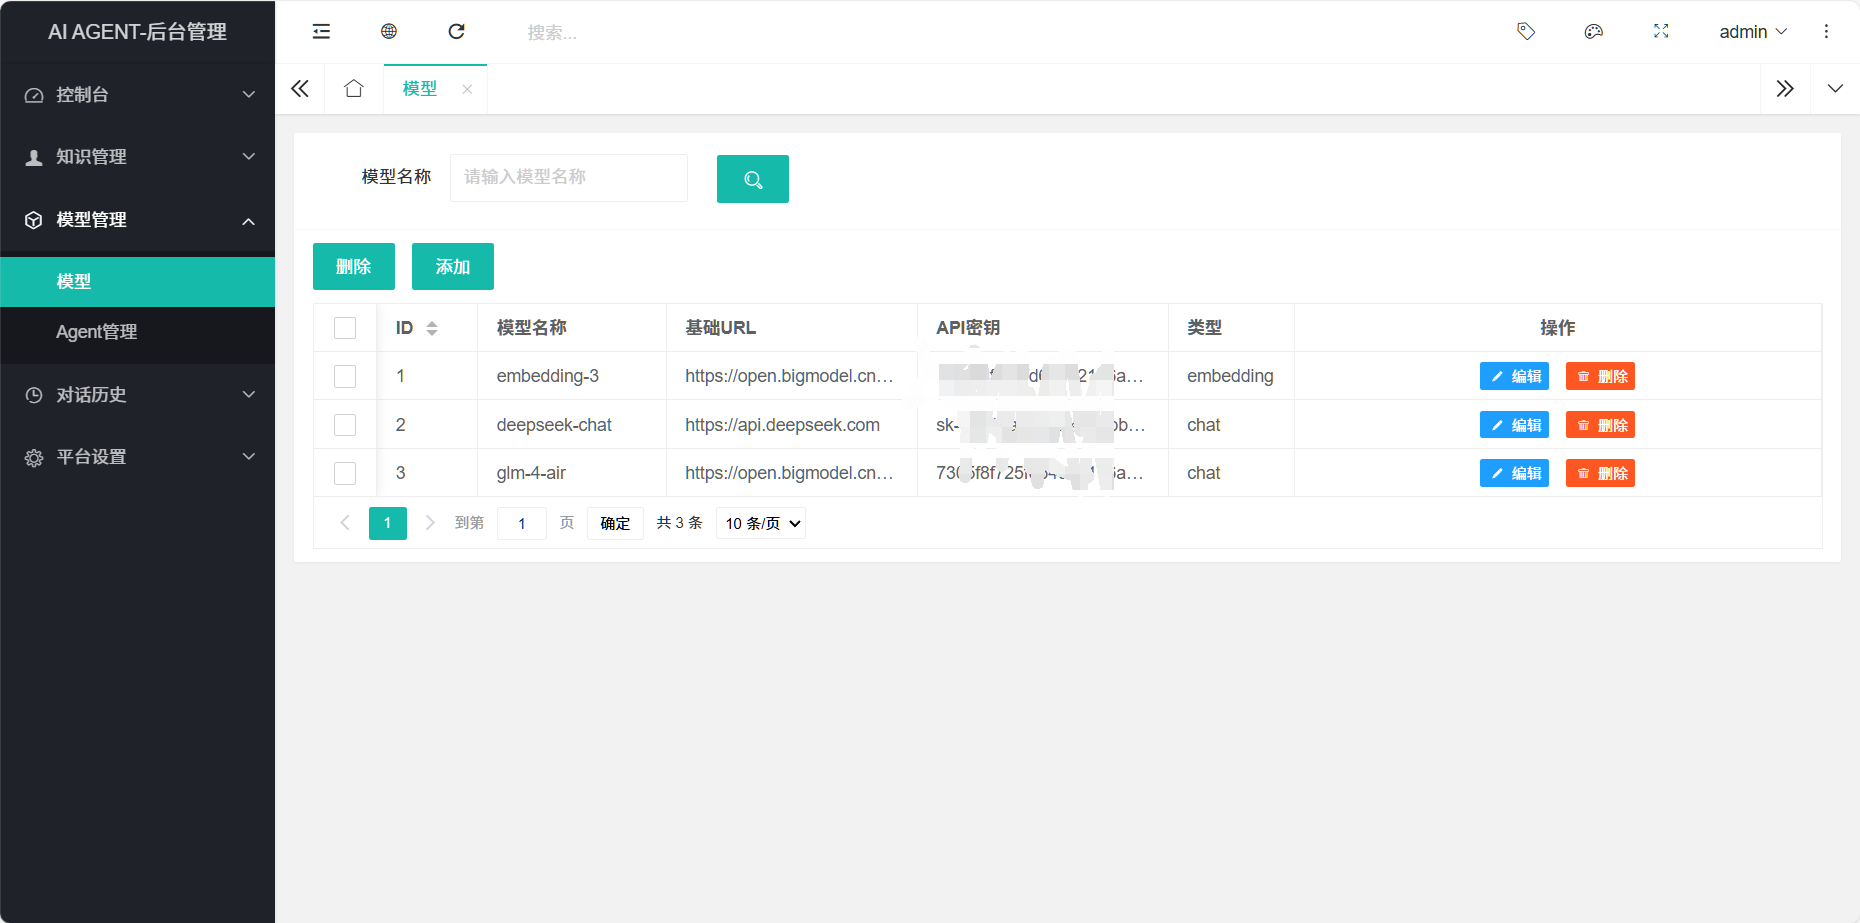 AI AGENT-后台管理
搜索...
admin
控制台
知识管理
模型管理
模型
Agent管理
对话历史
平台设置
模型
模型名称 请输入模型名称
删除 添加
ID 模型名称 基础URL API密钥 类型 操作
1 embedding-3 https://open.bigmodel.cn… embedding 编辑 删除
2 deepseek-chat https://api.deepseek.com sk- chat 编辑 删除
3 glm-4-air https://open.bigmodel.cn… chat 编辑 删除
1 到第 1 页 确定 共 3 条 10 条/页